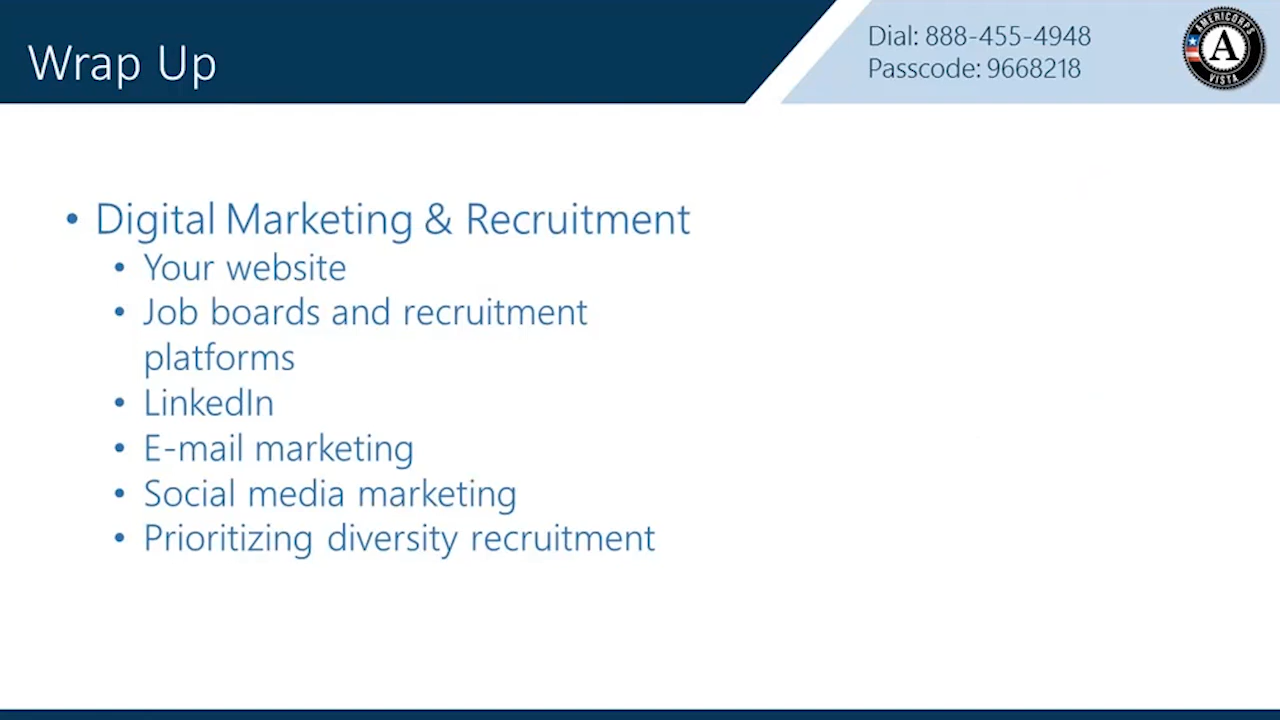 Wrap Up
Dial: 888-455-4948
Passcode: 9668218
AMERICORPS
A
VISTA
• Digital Marketing & Recruitment
• Your website
• Job boards and recruitment
platforms
• LinkedIn
• E-mail marketing
• Social media marketing
• Prioritizing diversity recruitment